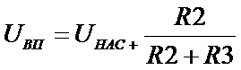 U_ВП = U_НАС+ R2 / (R2 + R3)